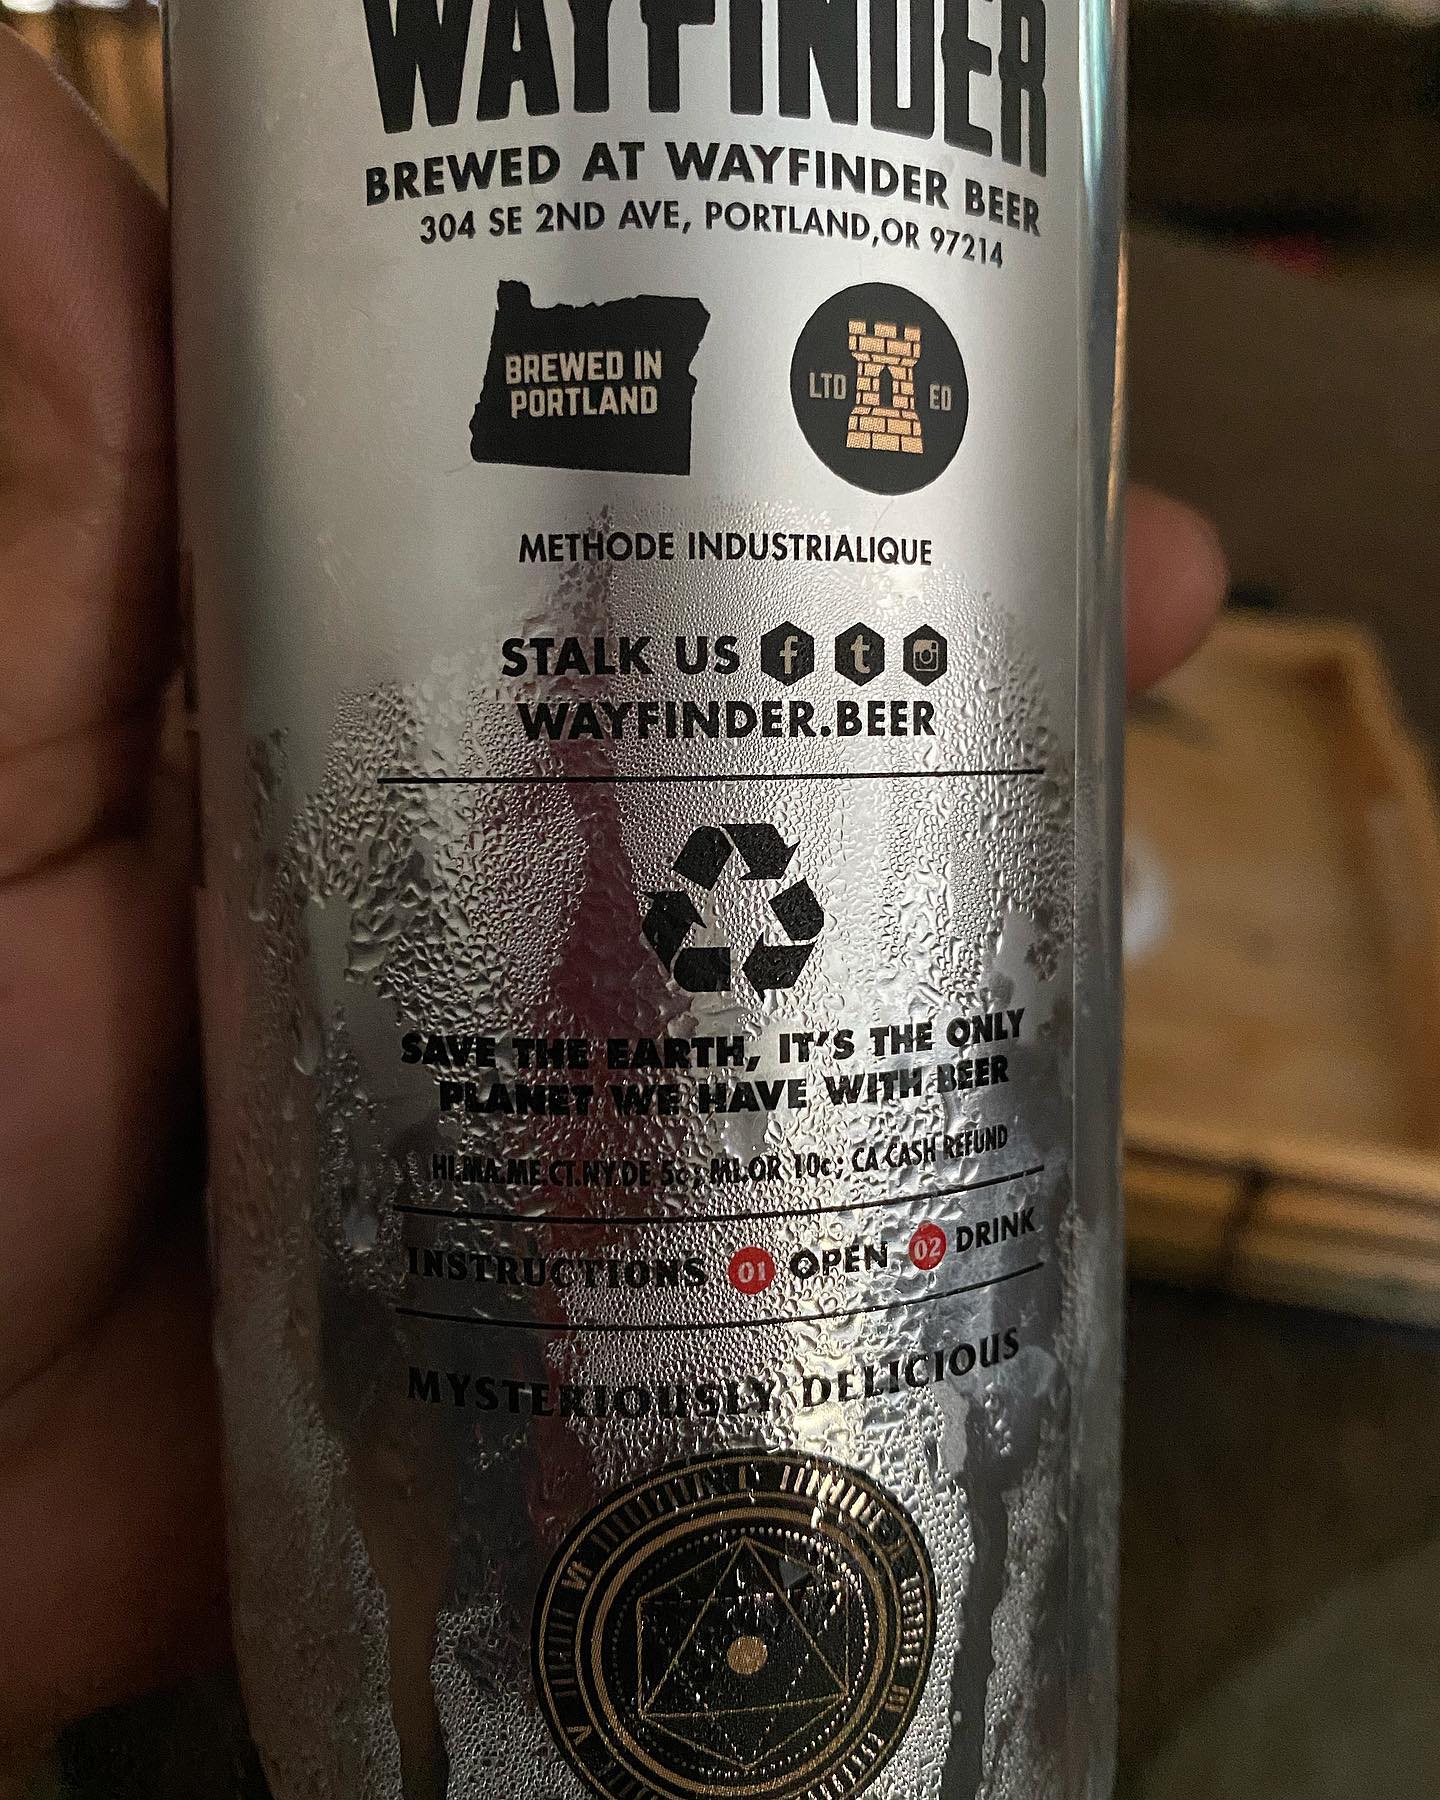 WAYFINDER
BREWED AT WAYFINDER BEER
304 SE 2ND AVE, PORTLAND,OR 97214
BREWED IN
PORTLAND
LTD ED
METHODE INDUSTRIALIQUE
STALK US f t
WAYFINDER.BEER
SAVE THE EARTH, IT'S THE ONLY
PLANET WE HAVE WITH BEER
HI.MA.ME.CT.NY.DE 5¢; MI.OR 10¢; CA CASH REFUND
INSTRUCTIONS 01 OPEN 02 DRINK
MYSTERIOUSLY DELICIOUS